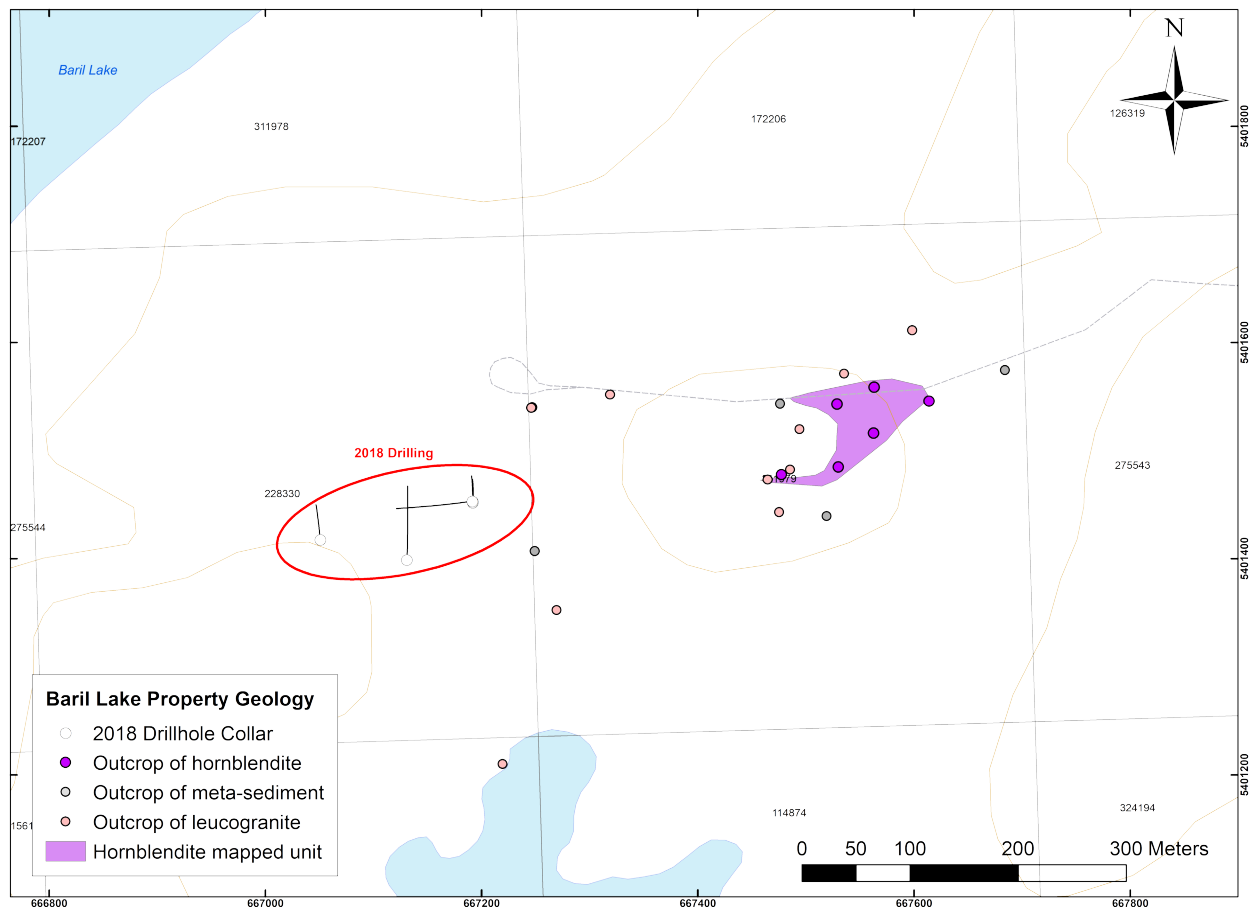 N
Baril Lake
172206
126319
311978
172207
5401800
5401600
2018 Drilling
275543
228330
275544
5401400
Baril Lake Property Geology
2018 Drillhole Collar
Outcrop of hornblendite
Outcrop of meta-sediment
Outcrop of leucogranite
Hornblendite mapped unit
1561
5401200
114874
324194
0 50 100 200 300 Meters
666800 667000 667200 667400 667600 667800